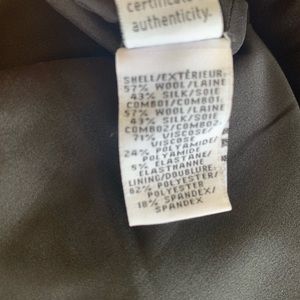 certificate
authenticity.
SHELL/EXTÉRIEUR:
57% WOOL/LAINE
43% SILK/SOIE
COMBO1/COMBO1:
57% WOOL/LAINE
43% SILK/SOIE
COMBO2/COMBO2:
71% VISCOSE/
VISCOSE
24% POLYAMIDE/
POLYAMIDE
5% ELASTANE/
ÉLASTHANNE
LINING/DOUBLURE:
82% POLYESTER/
POLYESTER
18% SPANDEX/
SPANDEX